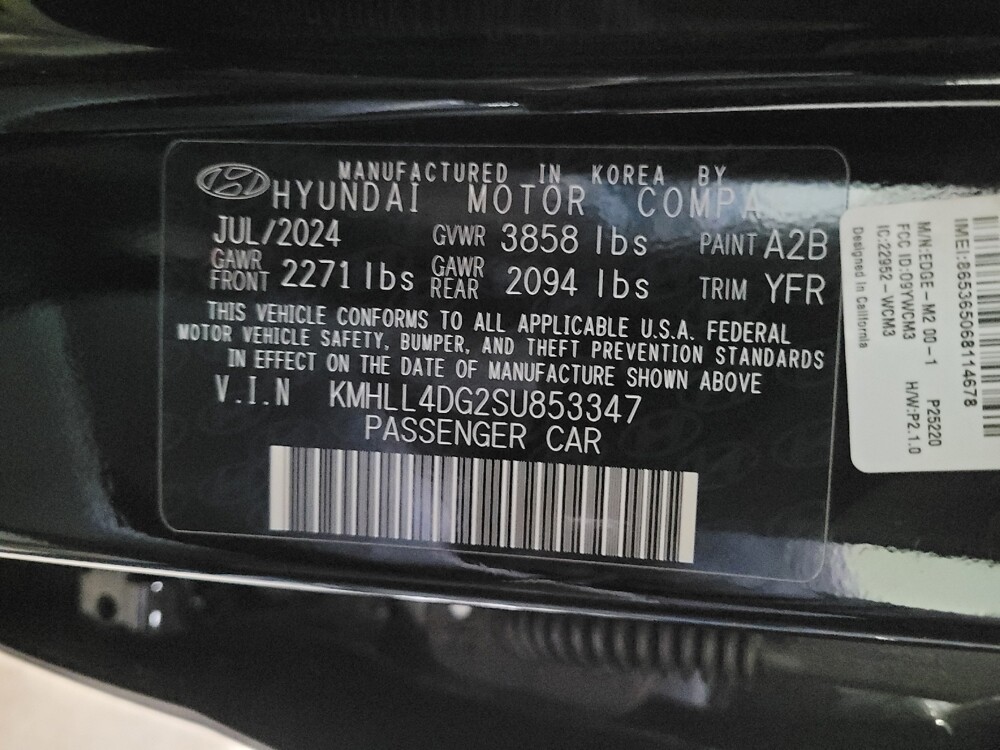 MANUFACTURED IN KOREA BY
HYUNDAI MOTOR COMPA
JUL/2024 GVWR 3858 lbs PAINT A2B
GAWR FRONT 2271 lbs GAWR REAR 2094 lbs TRIM YFR
THIS VEHICLE CONFORMS TO ALL APPLICABLE U.S.A. FEDERAL
MOTOR VEHICLE SAFETY, BUMPER, AND THEFT PREVENTION STANDARDS
IN EFFECT ON THE DATE OF MANUFACTURE SHOWN ABOVE
V.I.N KMHLL4DG2SU853347
PASSENGER CAR
IMEI:865365068114678
M/N:EDGE-M2 00-1 P25220
FCC ID:O9YWCM3 H/W:P2.1.0
IC:22952-WCM3
Designed in California